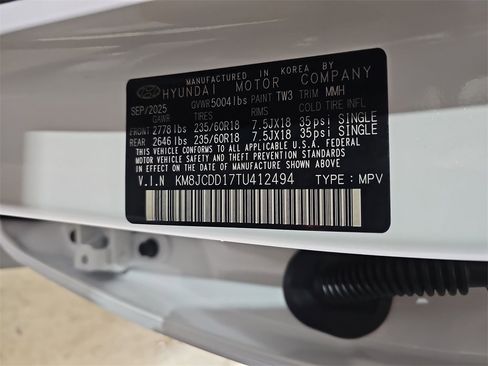 MANUFACTURED IN KOREA BY
HYUNDAI MOTOR COMPANY
SEP/2025 GVWR 5004lbs PAINT TW3 TRIM MMH
GAWR TIRES RIMS COLD TIRE INFL
FRONT 2778lbs 235/60R18 7.5JX18 35psi SINGLE
REAR 2646lbs 235/60R18 7.5JX18 35psi SINGLE
THIS VEHICLE CONFORMS TO ALL APPLICABLE U.S.A. FEDERAL
MOTOR VEHICLE SAFETY, BUMPER, AND THEFT PREVENTION STANDARDS IN
EFFECT ON THE DATE OF MANUFACTURE SHOWN ABOVE.
V.I.N KM8JCDD17TU412494 TYPE : MPV